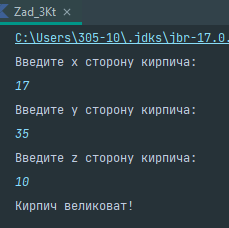 Zad_3Kt
C:\Users\305-10\.jdks\jbr-17.0.
Введите x сторону кирпича:
17
Введите y сторону кирпича:
35
Введите z сторону кирпича:
10
Кирпич великоват!